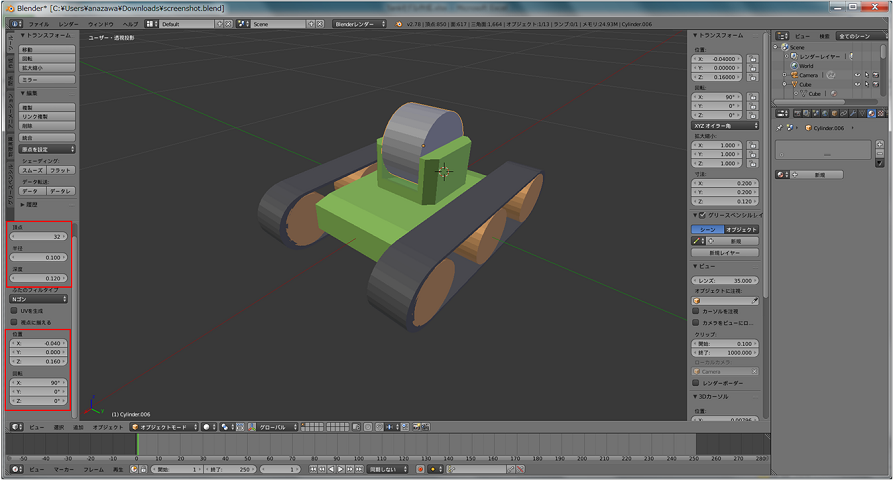 Blender* [C:¥Users¥anazawa¥Downloads¥screenshot.blend]
ファイル レンダー ウィンドウ ヘルプ Default Scene Blenderレンダー v2.78 | 頂点:850 | 面:617 | 三角面:1,664 | オブジェクト:1/13 | ランプ:0/1 | メモリ:24.93M | Cylinder.006
▼トランスフォーム
移動
回転
拡大縮小
ミラー
▼編集
複製
リンク複製
削除
統合
原点を設定
シェーディング:
スムーズ フラット
データ転送:
データ データレ
▶履歴
頂点
32
半径
0.100
深度
0.120
ふたのフィルタイプ
Nゴン
UVを生成
視点に揃える
位置
X: -0.040
Y: 0.000
Z: 0.160
回転
X: 90°
Y: 0°
Z: 0°
ユーザー・透視投影
(1) Cylinder.006
ビュー 選択 追加 オブジェクト オブジェクトモード グローバル
▼トランスフォーム
位置:
X: -0.04000
Y: 0.00000
Z: 0.16000
回転:
X: 90°
Y: 0°
Z: 0°
XYZ オイラー角
拡大縮小:
X: 1.000
Y: 1.000
Z: 1.000
寸法:
X: 0.200
Y: 0.200
Z: 0.120
▼グリースペンシルレイ
シーン オブジェクト
新規
新規レイヤー
▼ビュー
レンズ: 35.000
オブジェクトに注視:
カーソルを注視
カメラをビューにロ...
クリップ:
開始: 0.100
終了: 1000.000
ローカルカメラ:
Camera
レンダーボーダー
▼3Dカーソル
位置:
ビュー 検索 全てのシーン
Scene
レンダーレイヤー
World
Camera
Cube
Cube
Cylinder.006
新規
-50 -40 -30 -20 -10 0 10 20 30 40 50 60 70 80 90 100 110 120 130 140 150 160 170 180 190 200 210 220 230 240 250 260 270 280
ビュー マーカー フレーム 再生 開始: 1 終了: 250 1 同期しない